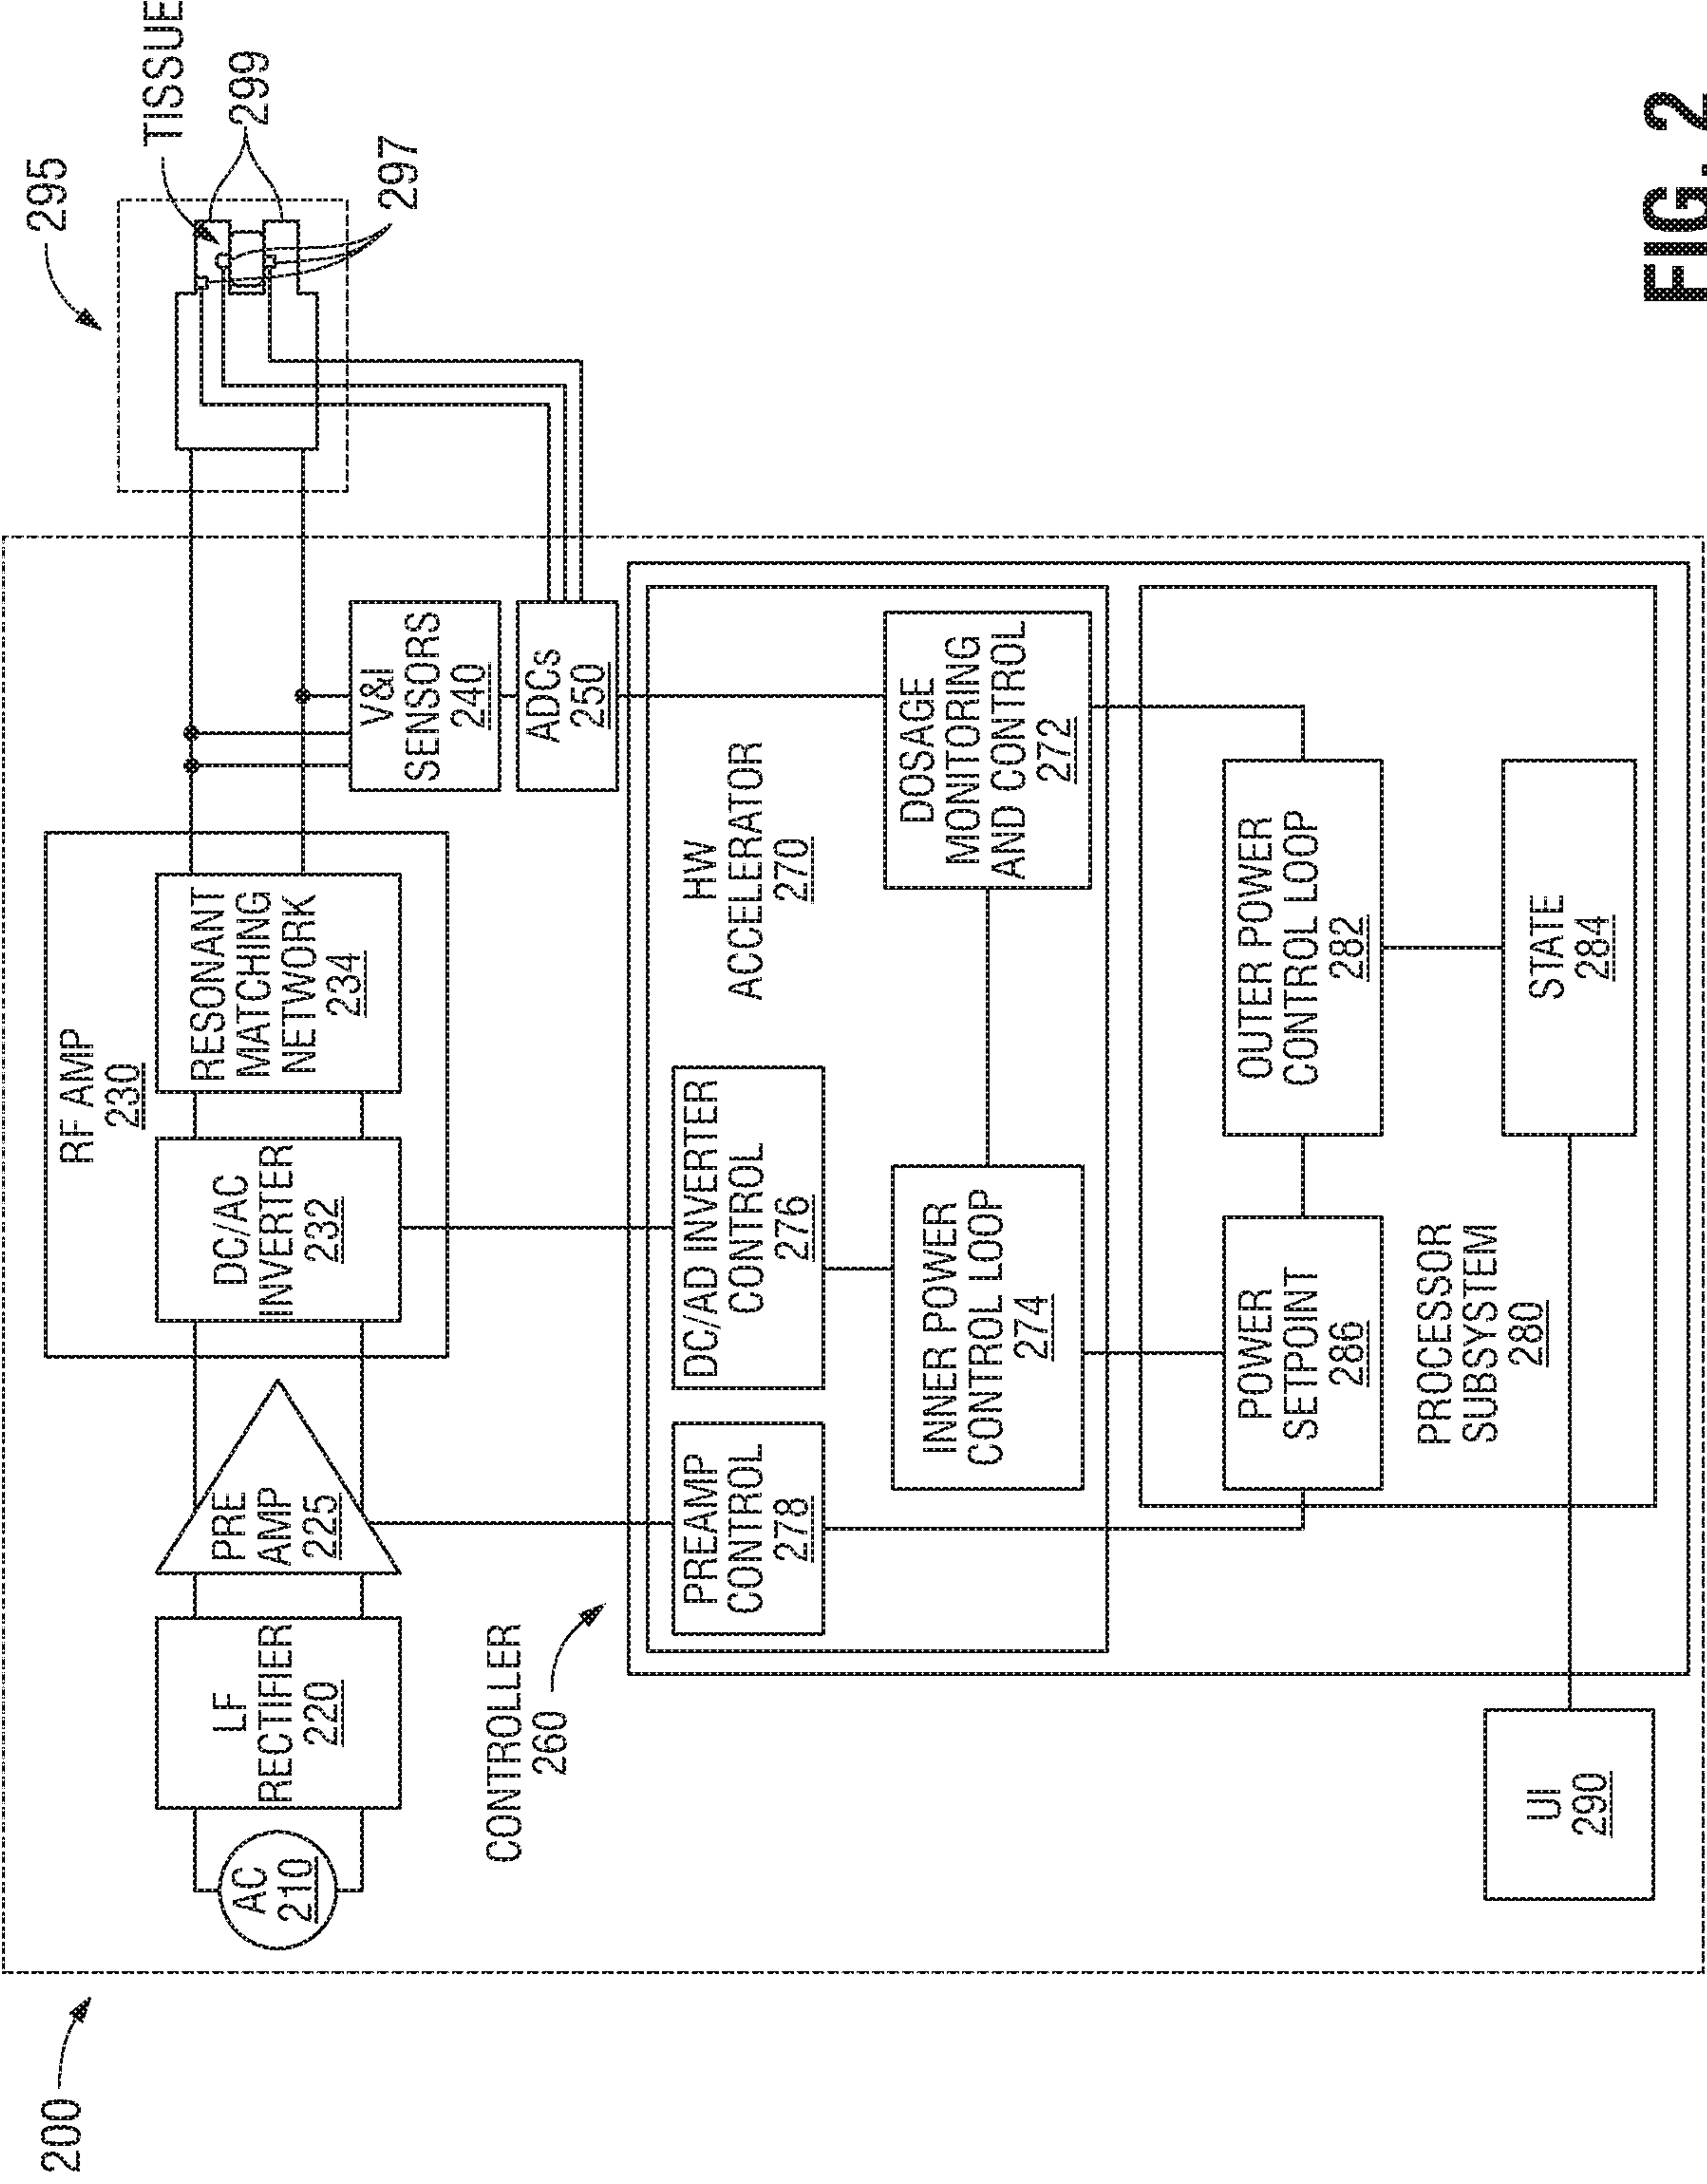 200
295
TISSUE
299
297
AC
210
LF
RECTIFIER
220
PRE
AMP
225
RF AMP
230
DC/AC
INVERTER
232
RESONANT
MATCHING
NETWORK
234
V&I
SENSORS
240
ADCs
250
CONTROLLER
260
PREAMP
CONTROL
278
DC/AD INVERTER
CONTROL
276
HW
ACCELERATOR
270
INNER POWER
CONTROL LOOP
274
DOSAGE
MONITORING
AND CONTROL
272
POWER
SETPOINT
286
OUTER POWER
CONTROL LOOP
282
PROCESSOR
SUBSYSTEM
280
STATE
284
UI
290
FIG. 2